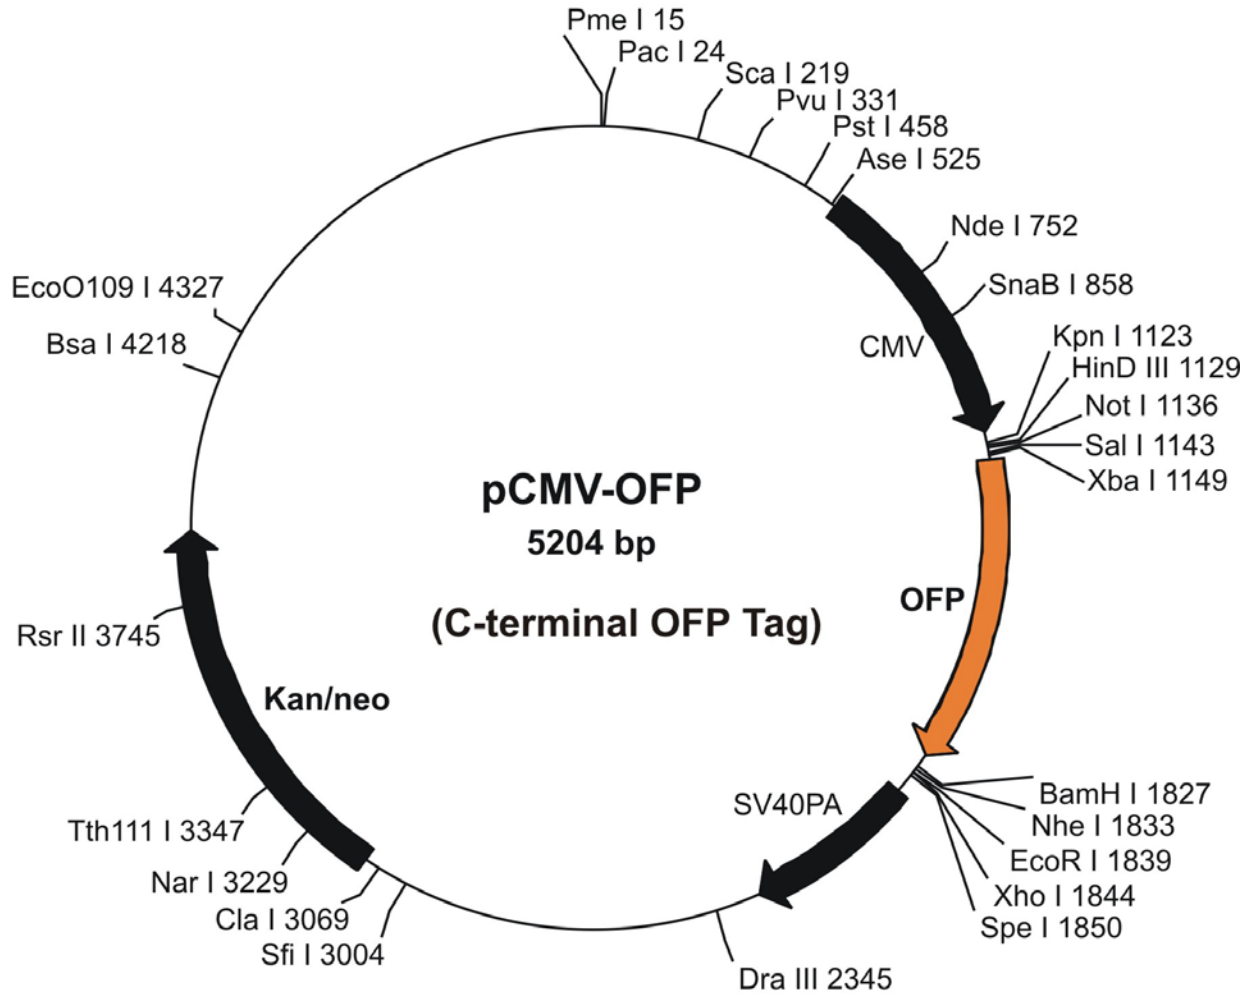 Pme I 15
Pac I 24
Sca I 219
Pvu I 331
Pst I 458
Ase I 525
Nde I 752
SnaB I 858
CMV
Kpn I 1123
HinD III 1129
Not I 1136
Sal I 1143
Xba I 1149
EcoO109 I 4327
Bsa I 4218
pCMV-OFP
5204 bp
(C-terminal OFP Tag)
OFP
Rsr II 3745
Kan/neo
SV40PA
BamH I 1827
Nhe I 1833
EcoR I 1839
Xho I 1844
Spe I 1850
Tth111 I 3347
Nar I 3229
Cla I 3069
Sfi I 3004
Dra III 2345